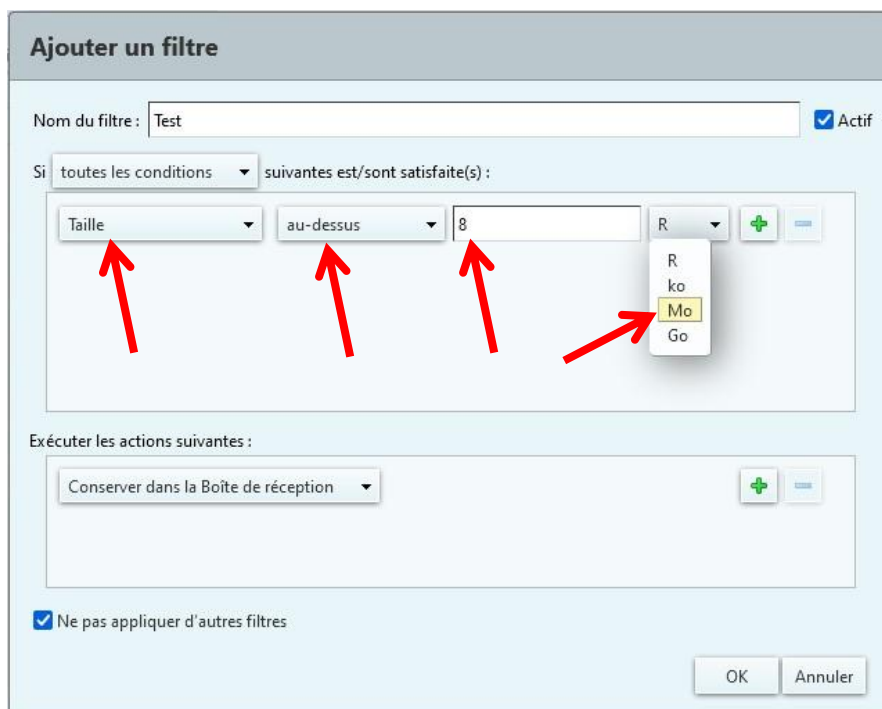 Ajouter un filtre
Nom du filtre : Test Actif
Si toutes les conditions suivantes est/sont satisfaite(s) :
Taille au-dessus 8 R
R
ko
Mo
Go
Exécuter les actions suivantes :
Conserver dans la Boîte de réception
Ne pas appliquer d'autres filtres
OK Annuler